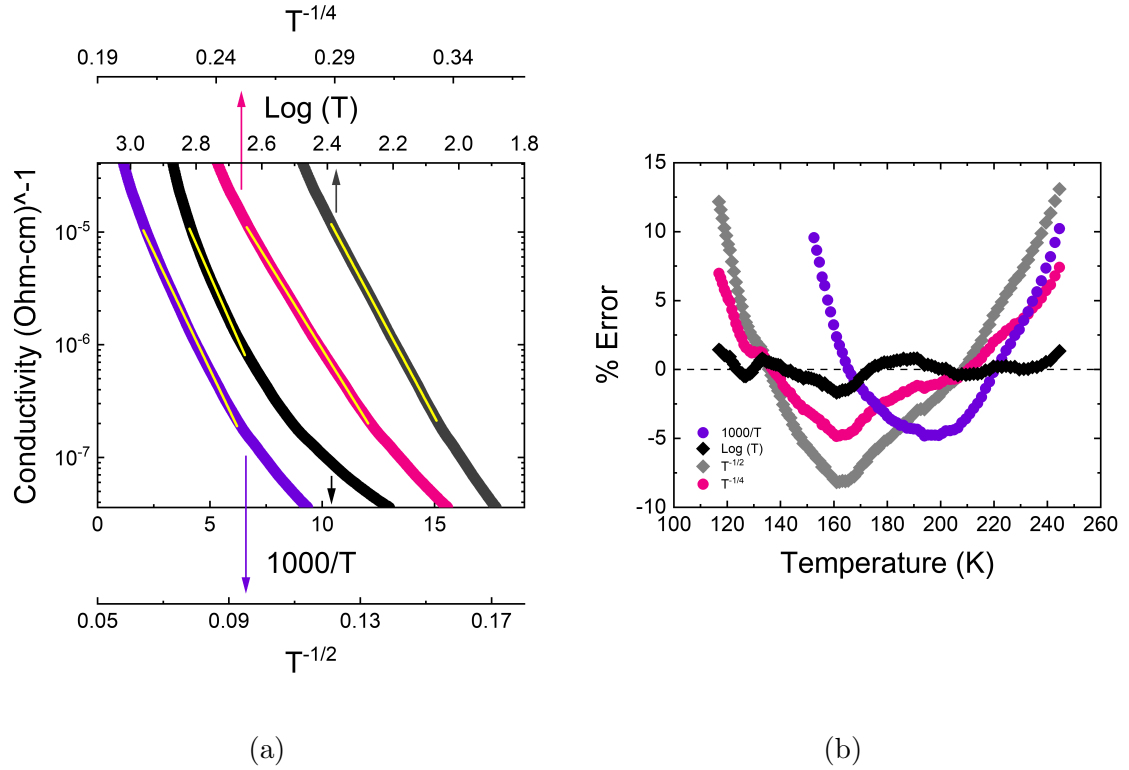 T-1/4
0.19 0.24 0.29 0.34
Log (T)
3.0 2.8 2.6 2.4 2.2 2.0 1.8
Conductivity (Ohm-cm)^-1
10-5
10-6
10-7
0 5 10 15
1000/T
0.05 0.09 0.13 0.17
T-1/2
(a)
% Error
15
10
5
0
-5
-10
1000/T
Log (T)
T-1/2
T-1/4
100 120 140 160 180 200 220 240 260
Temperature (K)
(b)